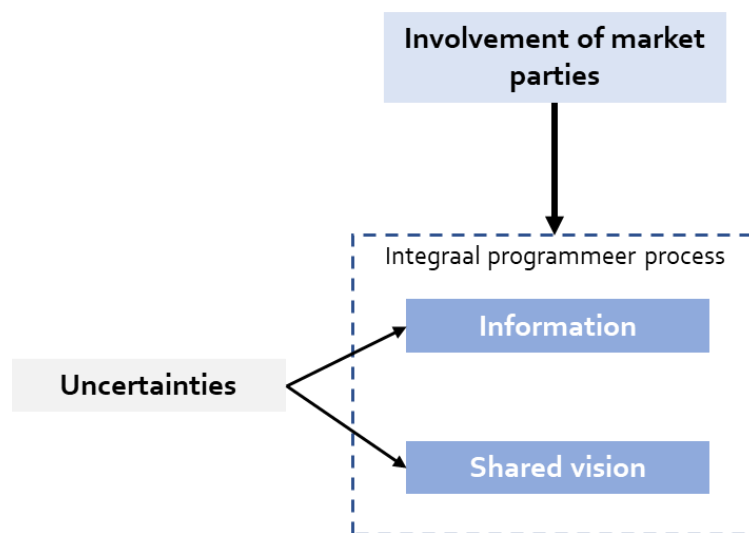 Involvement of market
parties
Integraal programmeer process
Information
Uncertainties
Shared vision